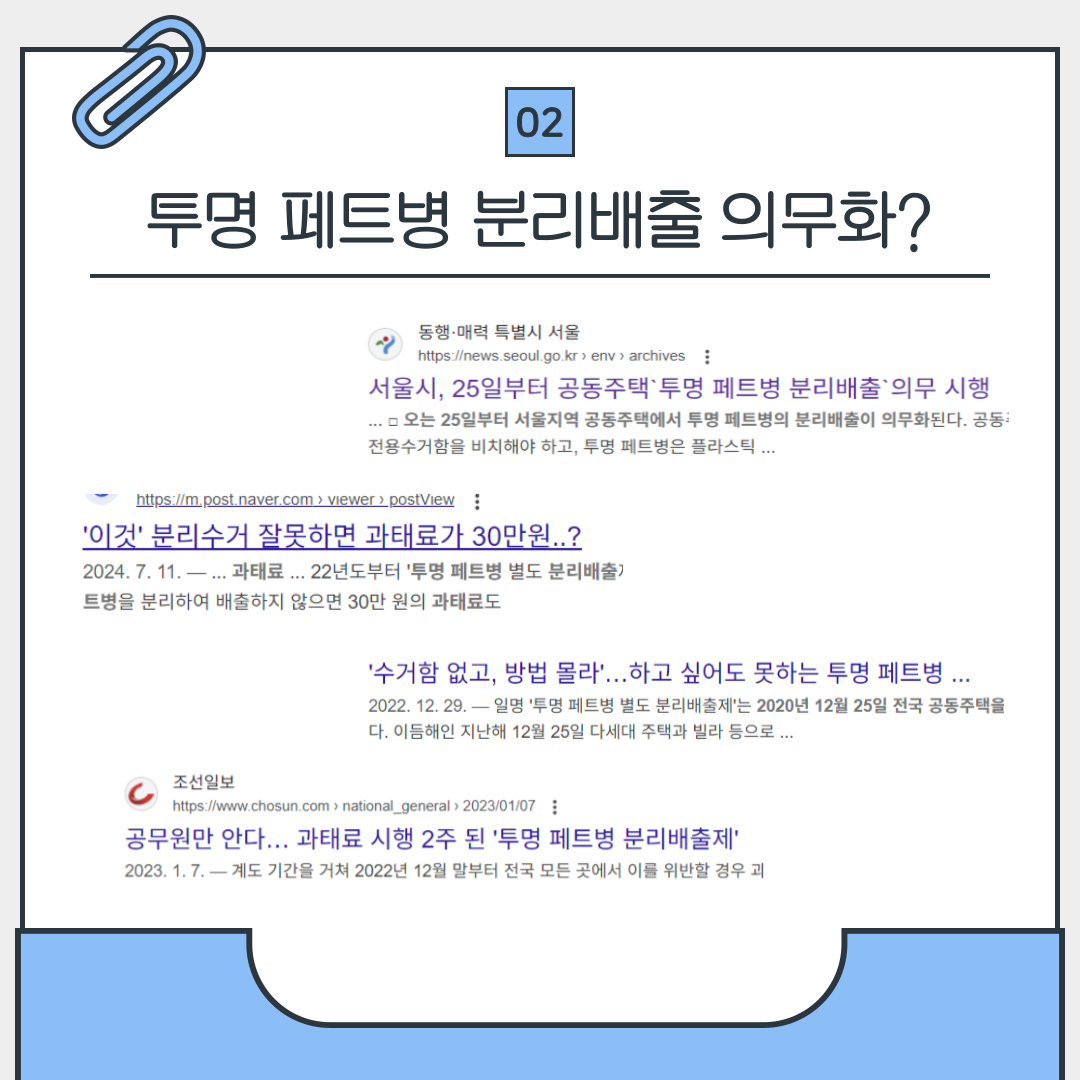 02
투명 페트병 분리배출 의무화?
동행·매력 특별시 서울
https://news.seoul.go.kr › env › archives
서울시, 25일부터 공동주택`투명 페트병 분리배출`의무 시행
... □ 오는 25일부터 서울지역 공동주택에서 투명 페트병의 분리배출이 의무화된다. 공동
전용수거함을 비치해야 하고, 투명 페트병은 플라스틱 ...
https://m.post.naver.com › viewer › postView
'이것' 분리수거 잘못하면 과태료가 30만원..?
2024. 7. 11. — ... 과태료 ... 22년도부터 '투명 페트병 별도 분리배출
트병을 분리하여 배출하지 않으면 30만 원의 과태료도
'수거함 없고, 방법 몰라'...하고 싶어도 못하는 투명 페트병 ...
2022. 12. 29. — 일명 '투명 페트병 별도 분리배출제'는 2020년 12월 25일 전국 공동주택을
다. 이듬해인 지난해 12월 25일 다세대 주택과 빌라 등으로 ...
조선일보
https://www.chosun.com › national_general › 2023/01/07
공무원만 안다... 과태료 시행 2주 된 '투명 페트병 분리배출제'
2023. 1. 7. — 계도 기간을 거쳐 2022년 12월 말부터 전국 모든 곳에서 이를 위반할 경우